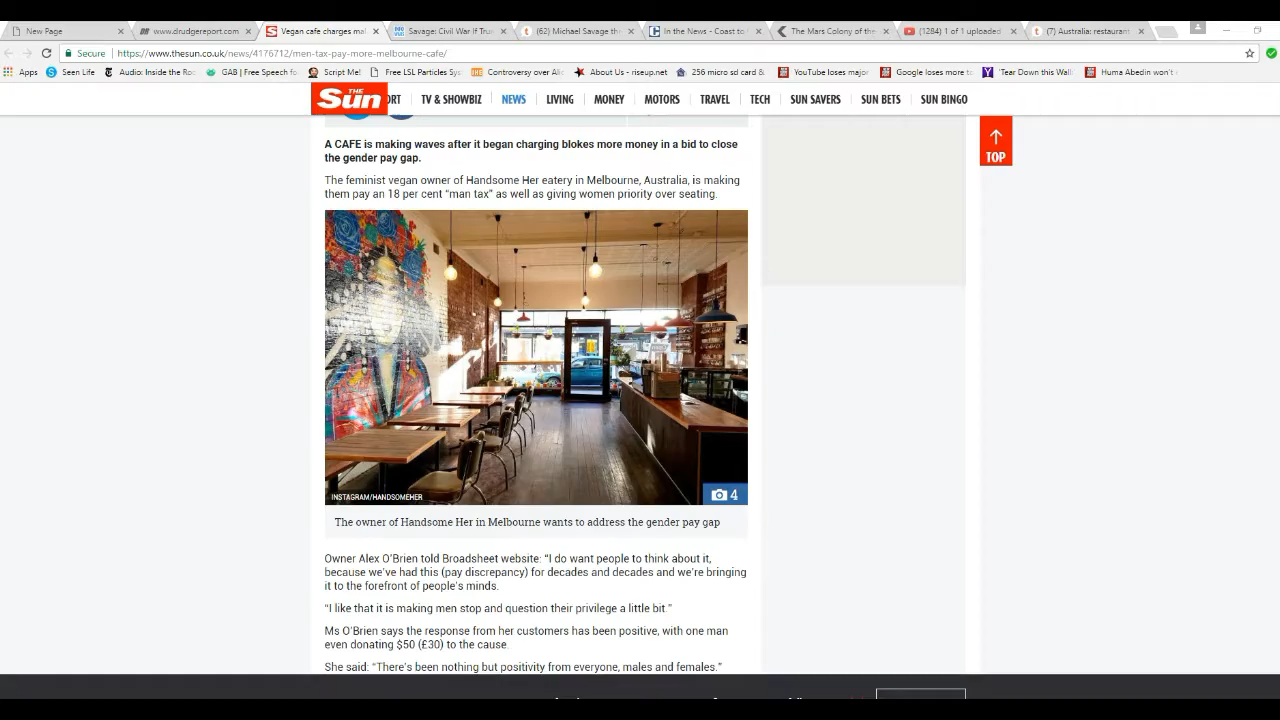 New Page
www.drudgereport.com
Vegan cafe charges mal
Savage: Civil War If Trum
(62) Michael Savage the
In the News - Coast to
The Mars Colony of the
(1284) 1 of 1 uploaded
(7) Australia: restaurant
Secure
https://www.thesun.co.uk/news/4176712/men-tax-pay-more-melbourne-cafe/
Apps
Seen Life
Audio: Inside the Ro
GAB | Free Speech fo
Script Me!
Free LSL Particles Sy
Controversy over Ali
About Us - riseup.net
256 micro sd card &
YouTube loses major
Google loses more to
'Tear Down this Wall
Huma Abedin won't
THE
Sun
ORT
TV & SHOWBIZ
NEWS
LIVING
MONEY
MOTORS
TRAVEL
TECH
SUN SAVERS
SUN BETS
SUN BINGO
TOP
A CAFE is making waves after it began charging blokes more money in a bid to close
the gender pay gap.
The feminist vegan owner of Handsome Her eatery in Melbourne, Australia, is making
them pay an 18 per cent “man tax” as well as giving women priority over seating.
INSTAGRAM/HANDSOMEHER
4
The owner of Handsome Her in Melbourne wants to address the gender pay gap
Owner Alex O’Brien told Broadsheet website: “I do want people to think about it,
because we’ve had this (pay discrepancy) for decades and decades and we’re bringing
it to the forefront of people’s minds.
“I like that it is making men stop and question their privilege a little bit.”
Ms O’Brien says the response from her customers has been positive, with one man
even donating $50 (£30) to the cause.
She said: “There’s been nothing but positivity from everyone, males and females.”